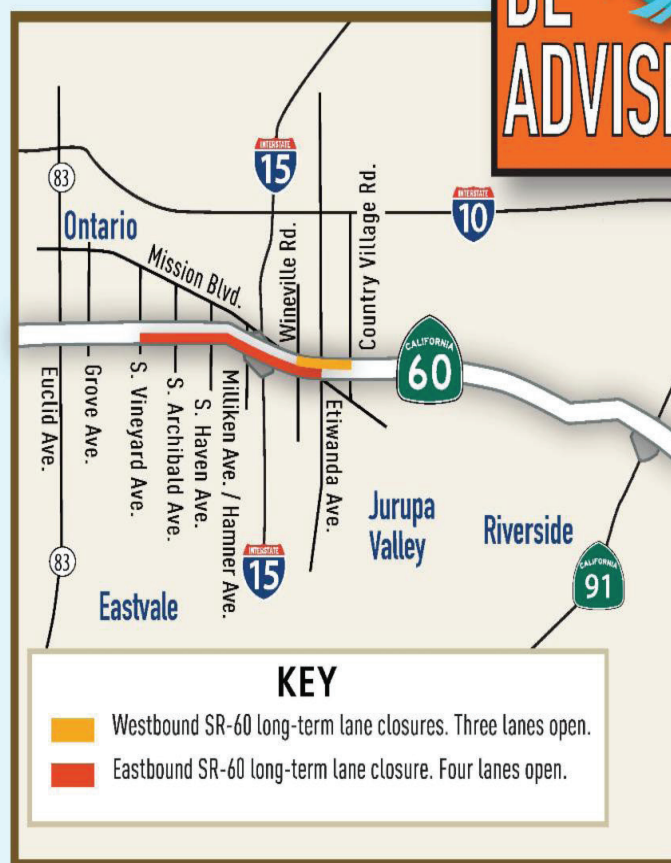 ADVIS
INTERSTATE
15
83
INTERSTATE
10
Ontario
Mission Blvd.
Wineville Rd.
Country Village Rd.
CALIFORNIA
60
Euclid Ave.
Grove Ave.
S. Vineyard Ave.
S. Archibald Ave.
S. Haven Ave.
Milliken Ave. / Hamner Ave.
Etiwanda Ave.
Jurupa
Valley
Riverside
83
INTERSTATE
15
CALIFORNIA
91
Eastvale
KEY
Westbound SR-60 long-term lane closures. Three lanes open.
Eastbound SR-60 long-term lane closure. Four lanes open.